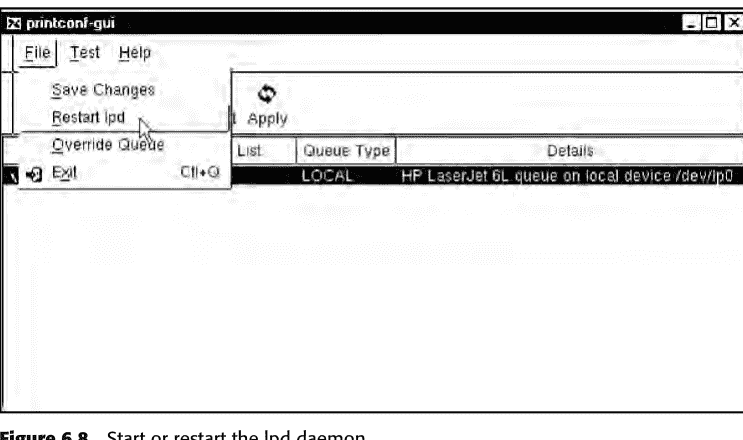 printconf-gui
File Test Help
Save Changes
Restart lpd
Override Queue
Exit Ctl+Q
Apply
List Queue Type Details
LOCAL HP LaserJet 6L queue on local device /dev/lp0
Figure 6.8 Start or restart the lpd daemon